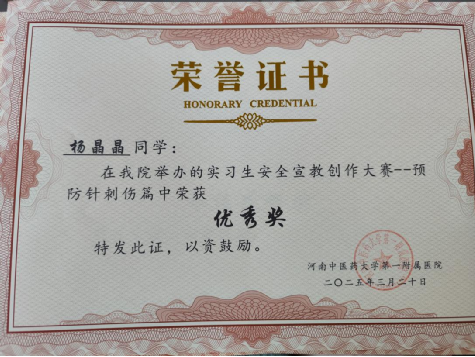 荣誉证书
HONORARY CREDENTIAL
杨晶晶同学：
在我院举办的实习生安全宣教创作大赛--预
防针刺伤篇中荣获
优秀奖
特发此证，以资鼓励。
河南中医药大学第一附属医院
二〇二五年三月二十日